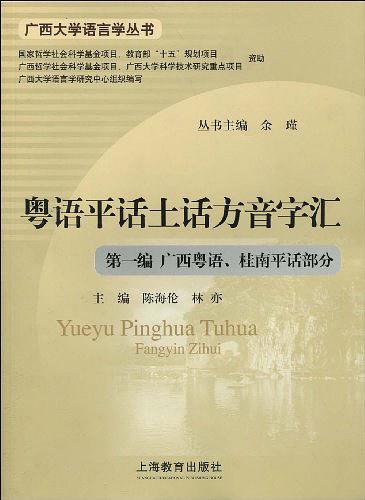 广西大学语言学丛书
国家哲学社会科学基金项目、教育部“十五”规划项目
广西哲学社会科学基金项目、广西大学科学技术研究重点项目 资助
广西大学语言学研究中心组织编写
丛书主编 余 瑾
粤语平话土话方音字汇
第一编 广西粤语、桂南平话部分
主 编 陈海伦 林 亦
Yueyu Pinghua Tuhua
Fangyin Zihui
上海教育出版社
SHANGHAI EDUCATIONAL PUBLISHING HOUSE